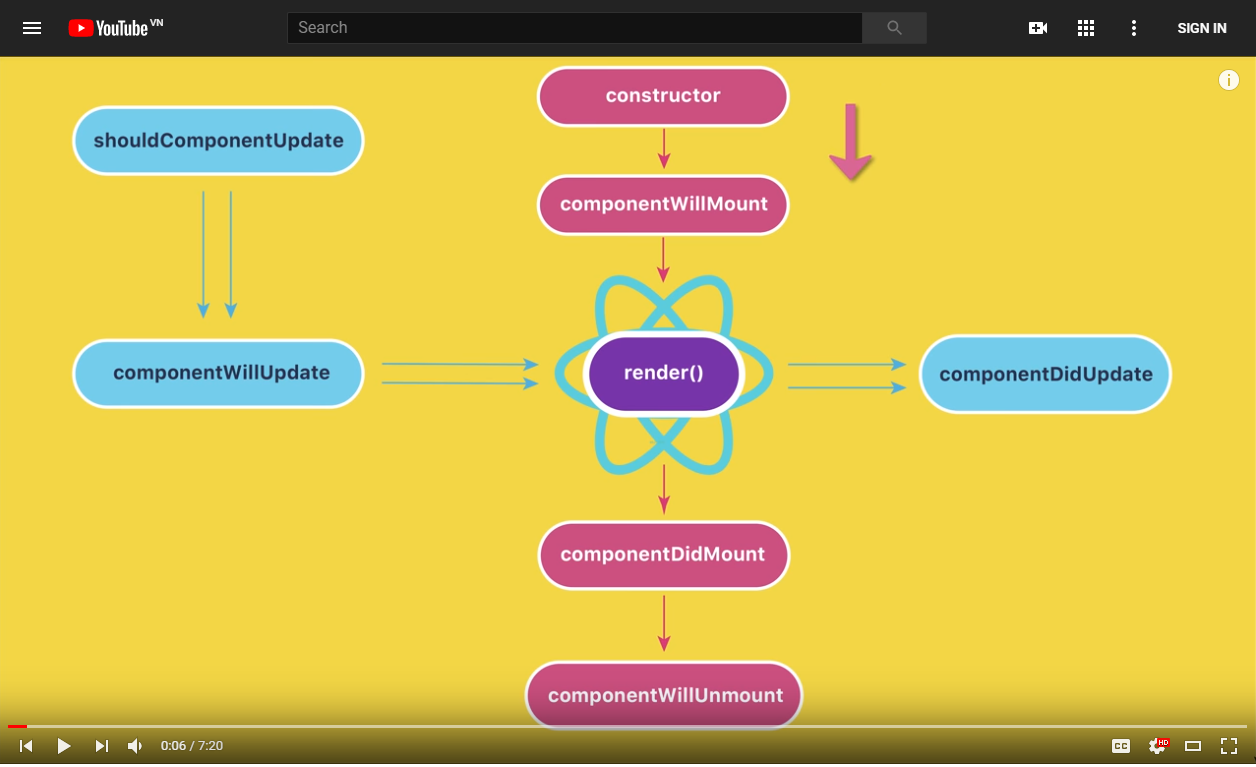 YouTube VN
Search
SIGN IN
constructor
shouldComponentUpdate
componentWillMount
componentWillUpdate
render()
componentDidUpdate
componentDidMount
componentWillUnmount
0:06 / 7:20
CC
HD